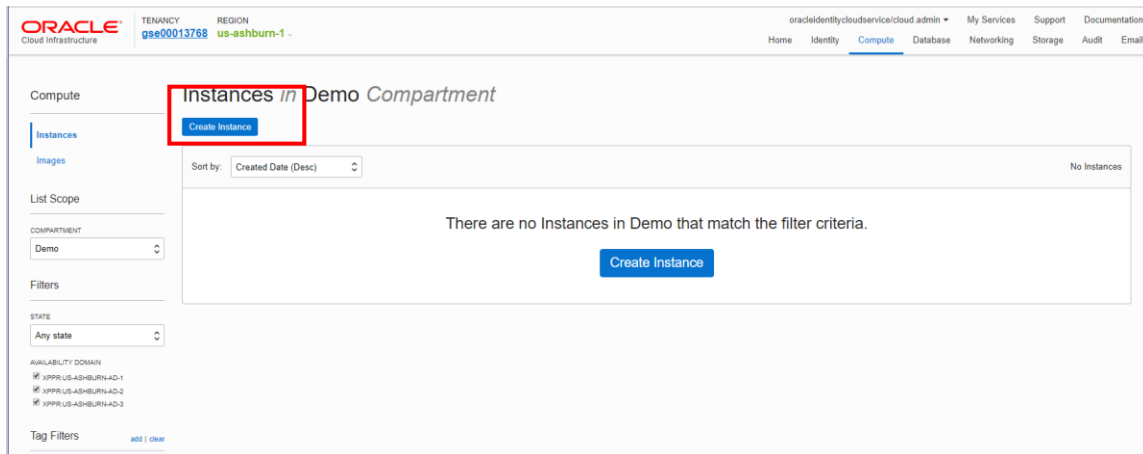 ORACLE
Cloud Infrastructure
TENANCY
gse00013768
REGION
us-ashburn-1
oracleidentitycloudservice/cloud.admin
My Services
Support
Documentation
Home
Identity
Compute
Database
Networking
Storage
Audit
Email
Compute
Instances
Images
List Scope
COMPARTMENT
Demo
Filters
STATE
Any state
AVAILABILITY DOMAIN
XPPR:US-ASHBURN-AD-1
XPPR:US-ASHBURN-AD-2
XPPR:US-ASHBURN-AD-3
Tag Filters
add | clear
Instances in Demo Compartment
Create Instance
Sort by:
Created Date (Desc)
No Instances
There are no Instances in Demo that match the filter criteria.
Create Instance